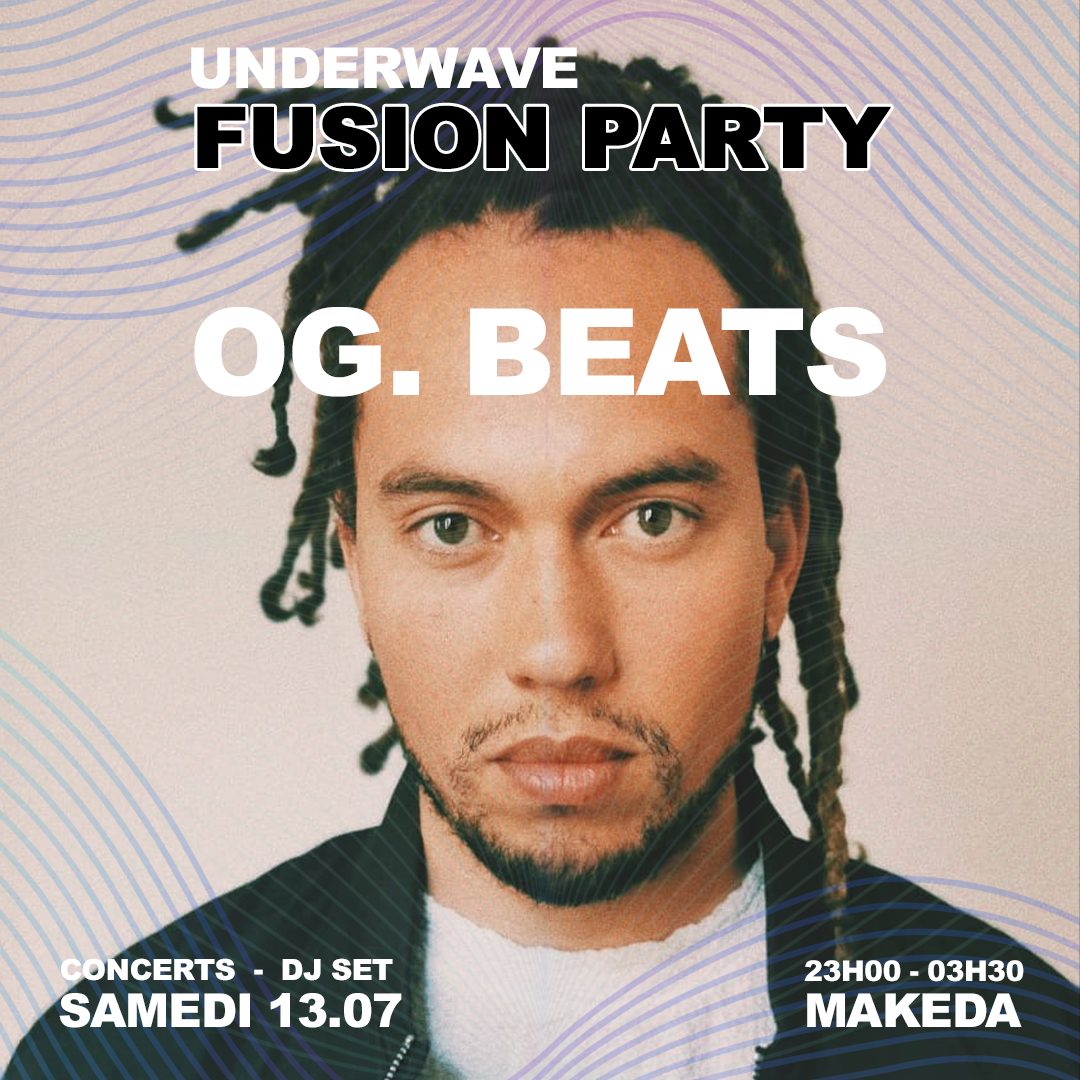 UNDERWAVE
FUSION PARTY
OG. BEATS
CONCERTS - DJ SET
SAMEDI 13.07
23H00 - 03H30
MAKEDA